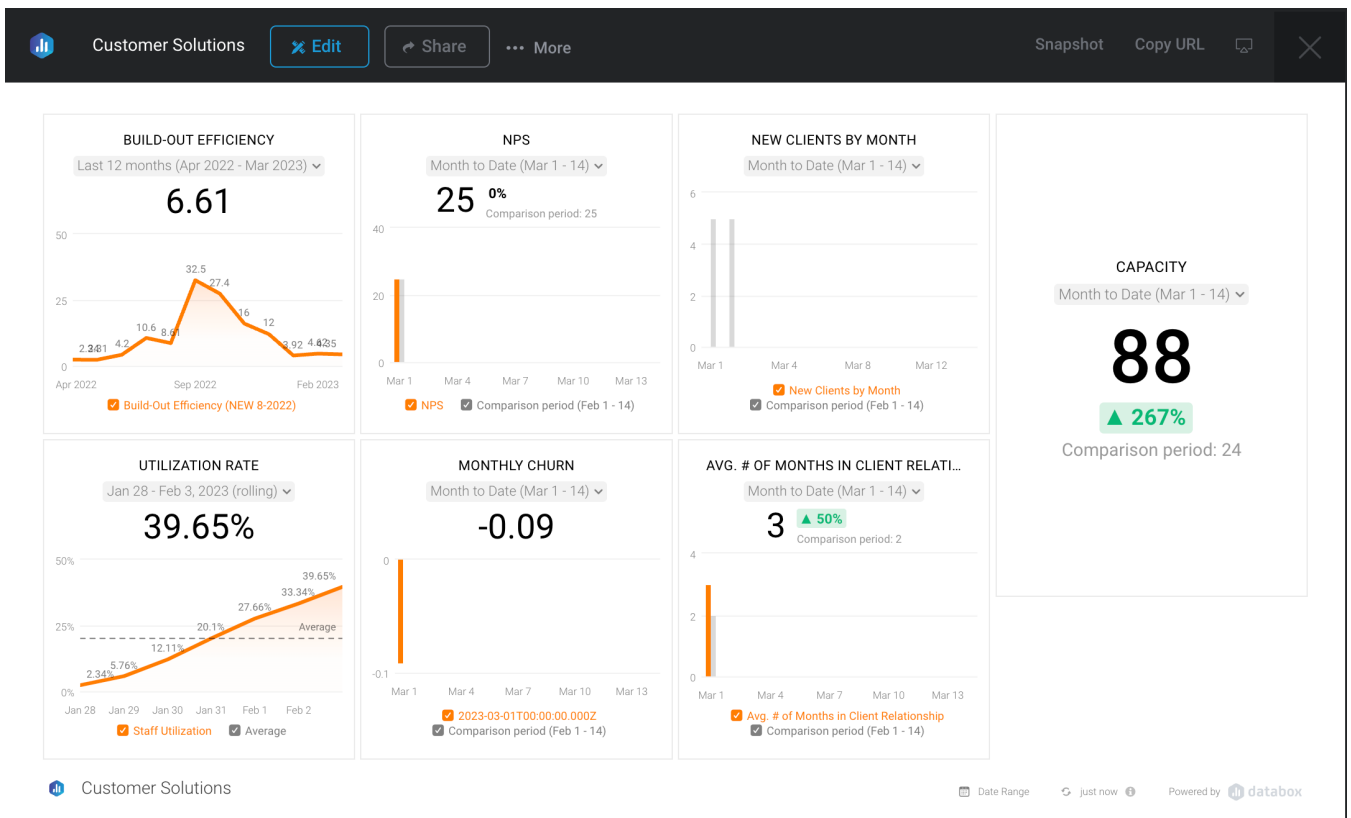 Customer Solutions
Edit
Share
More
Snapshot
Copy URL
BUILD-OUT EFFICIENCY
Last 12 months (Apr 2022 - Mar 2023)
6.61
50
25
0
2.24
2.31
4.2
10.6
8.61
32.5
27.4
16
12
3.92
4.62
4.35
Apr 2022
Sep 2022
Feb 2023
Build-Out Efficiency (NEW 8-2022)
NPS
Month to Date (Mar 1 - 14)
25
0%
Comparison period: 25
40
20
0
Mar 1
Mar 4
Mar 7
Mar 10
Mar 13
NPS
Comparison period (Feb 1 - 14)
NEW CLIENTS BY MONTH
Month to Date (Mar 1 - 14)
6
4
2
0
Mar 1
Mar 4
Mar 8
Mar 12
New Clients by Month
Comparison period (Feb 1 - 14)
CAPACITY
Month to Date (Mar 1 - 14)
88
▲ 267%
Comparison period: 24
UTILIZATION RATE
Jan 28 - Feb 3, 2023 (rolling)
39.65%
50%
25%
0%
2.34%
5.76%
12.11%
20.1%
27.66%
33.34%
39.65%
Average
Jan 28
Jan 29
Jan 30
Jan 31
Feb 1
Feb 2
Staff Utilization
Average
MONTHLY CHURN
Month to Date (Mar 1 - 14)
-0.09
0
-0.1
Mar 1
Mar 4
Mar 7
Mar 10
Mar 13
2023-03-01T00:00:00.000Z
Comparison period (Feb 1 - 14)
AVG. # OF MONTHS IN CLIENT RELATI...
Month to Date (Mar 1 - 14)
3
▲ 50%
Comparison period: 2
4
2
0
Mar 1
Mar 4
Mar 7
Mar 10
Mar 13
Avg. # of Months in Client Relationship
Comparison period (Feb 1 - 14)
Customer Solutions
Date Range
just now
Powered by
databox